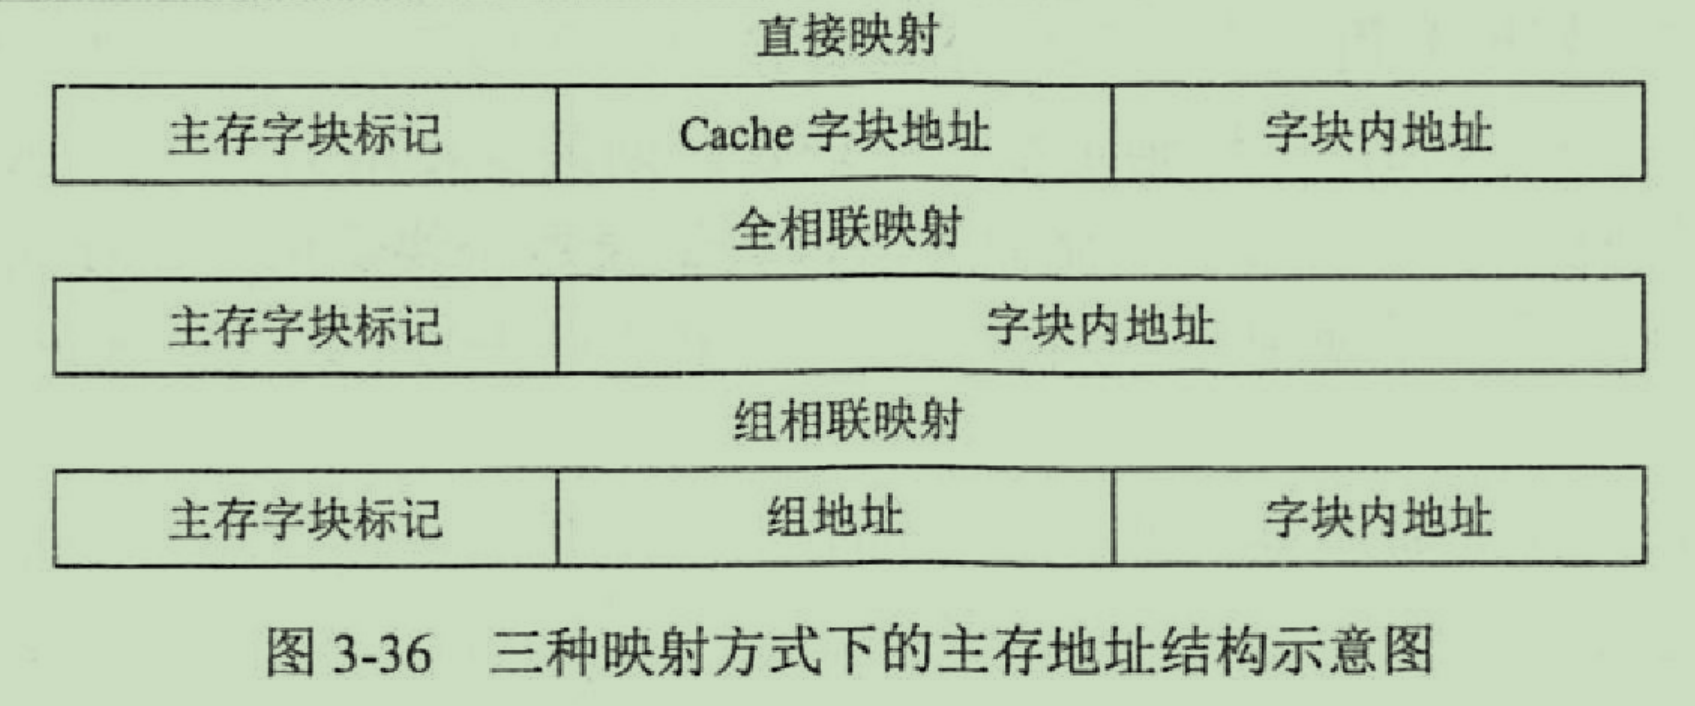 直接映射
主存字块标记 Cache 字块地址 字块内地址
全相联映射
主存字块标记 字块内地址
组相联映射
主存字块标记 组地址 字块内地址
图 3-36 三种映射方式下的主存地址结构示意图